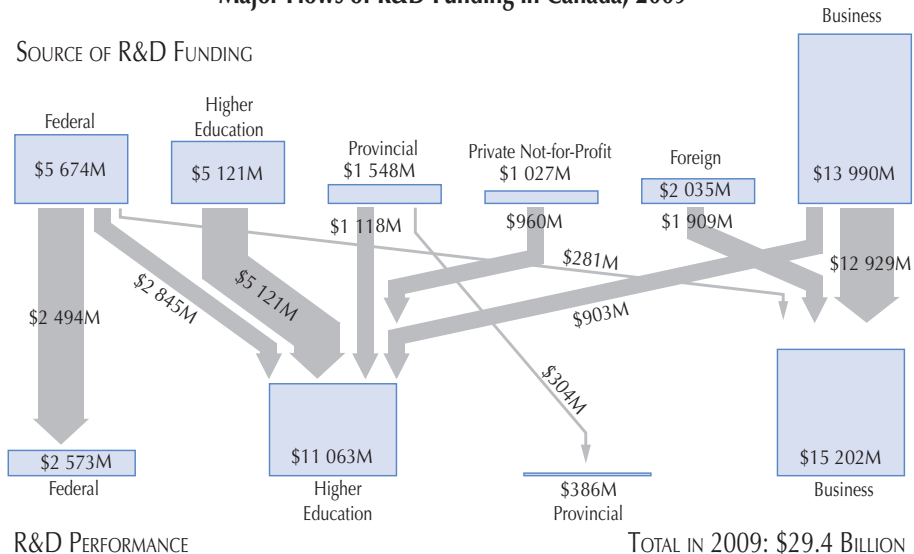 Major Flows of R&D Funding in Canada, 2009
Business
SOURCE OF R&D FUNDING
Federal
Higher
Education
Provincial
Private Not-for-Profit
Foreign
$5 674M
$5 121M
$1 548M
$1 027M
$2 035M
$13 990M
$1 118M
$960M
$1 909M
$281M
$12 929M
$2 494M
$2 845M
$5 121M
$903M
$304M
$2 573M
Federal
$11 063M
Higher
Education
$386M
Provincial
$15 202M
Business
R&D PERFORMANCE
TOTAL IN 2009: $29.4 BILLION